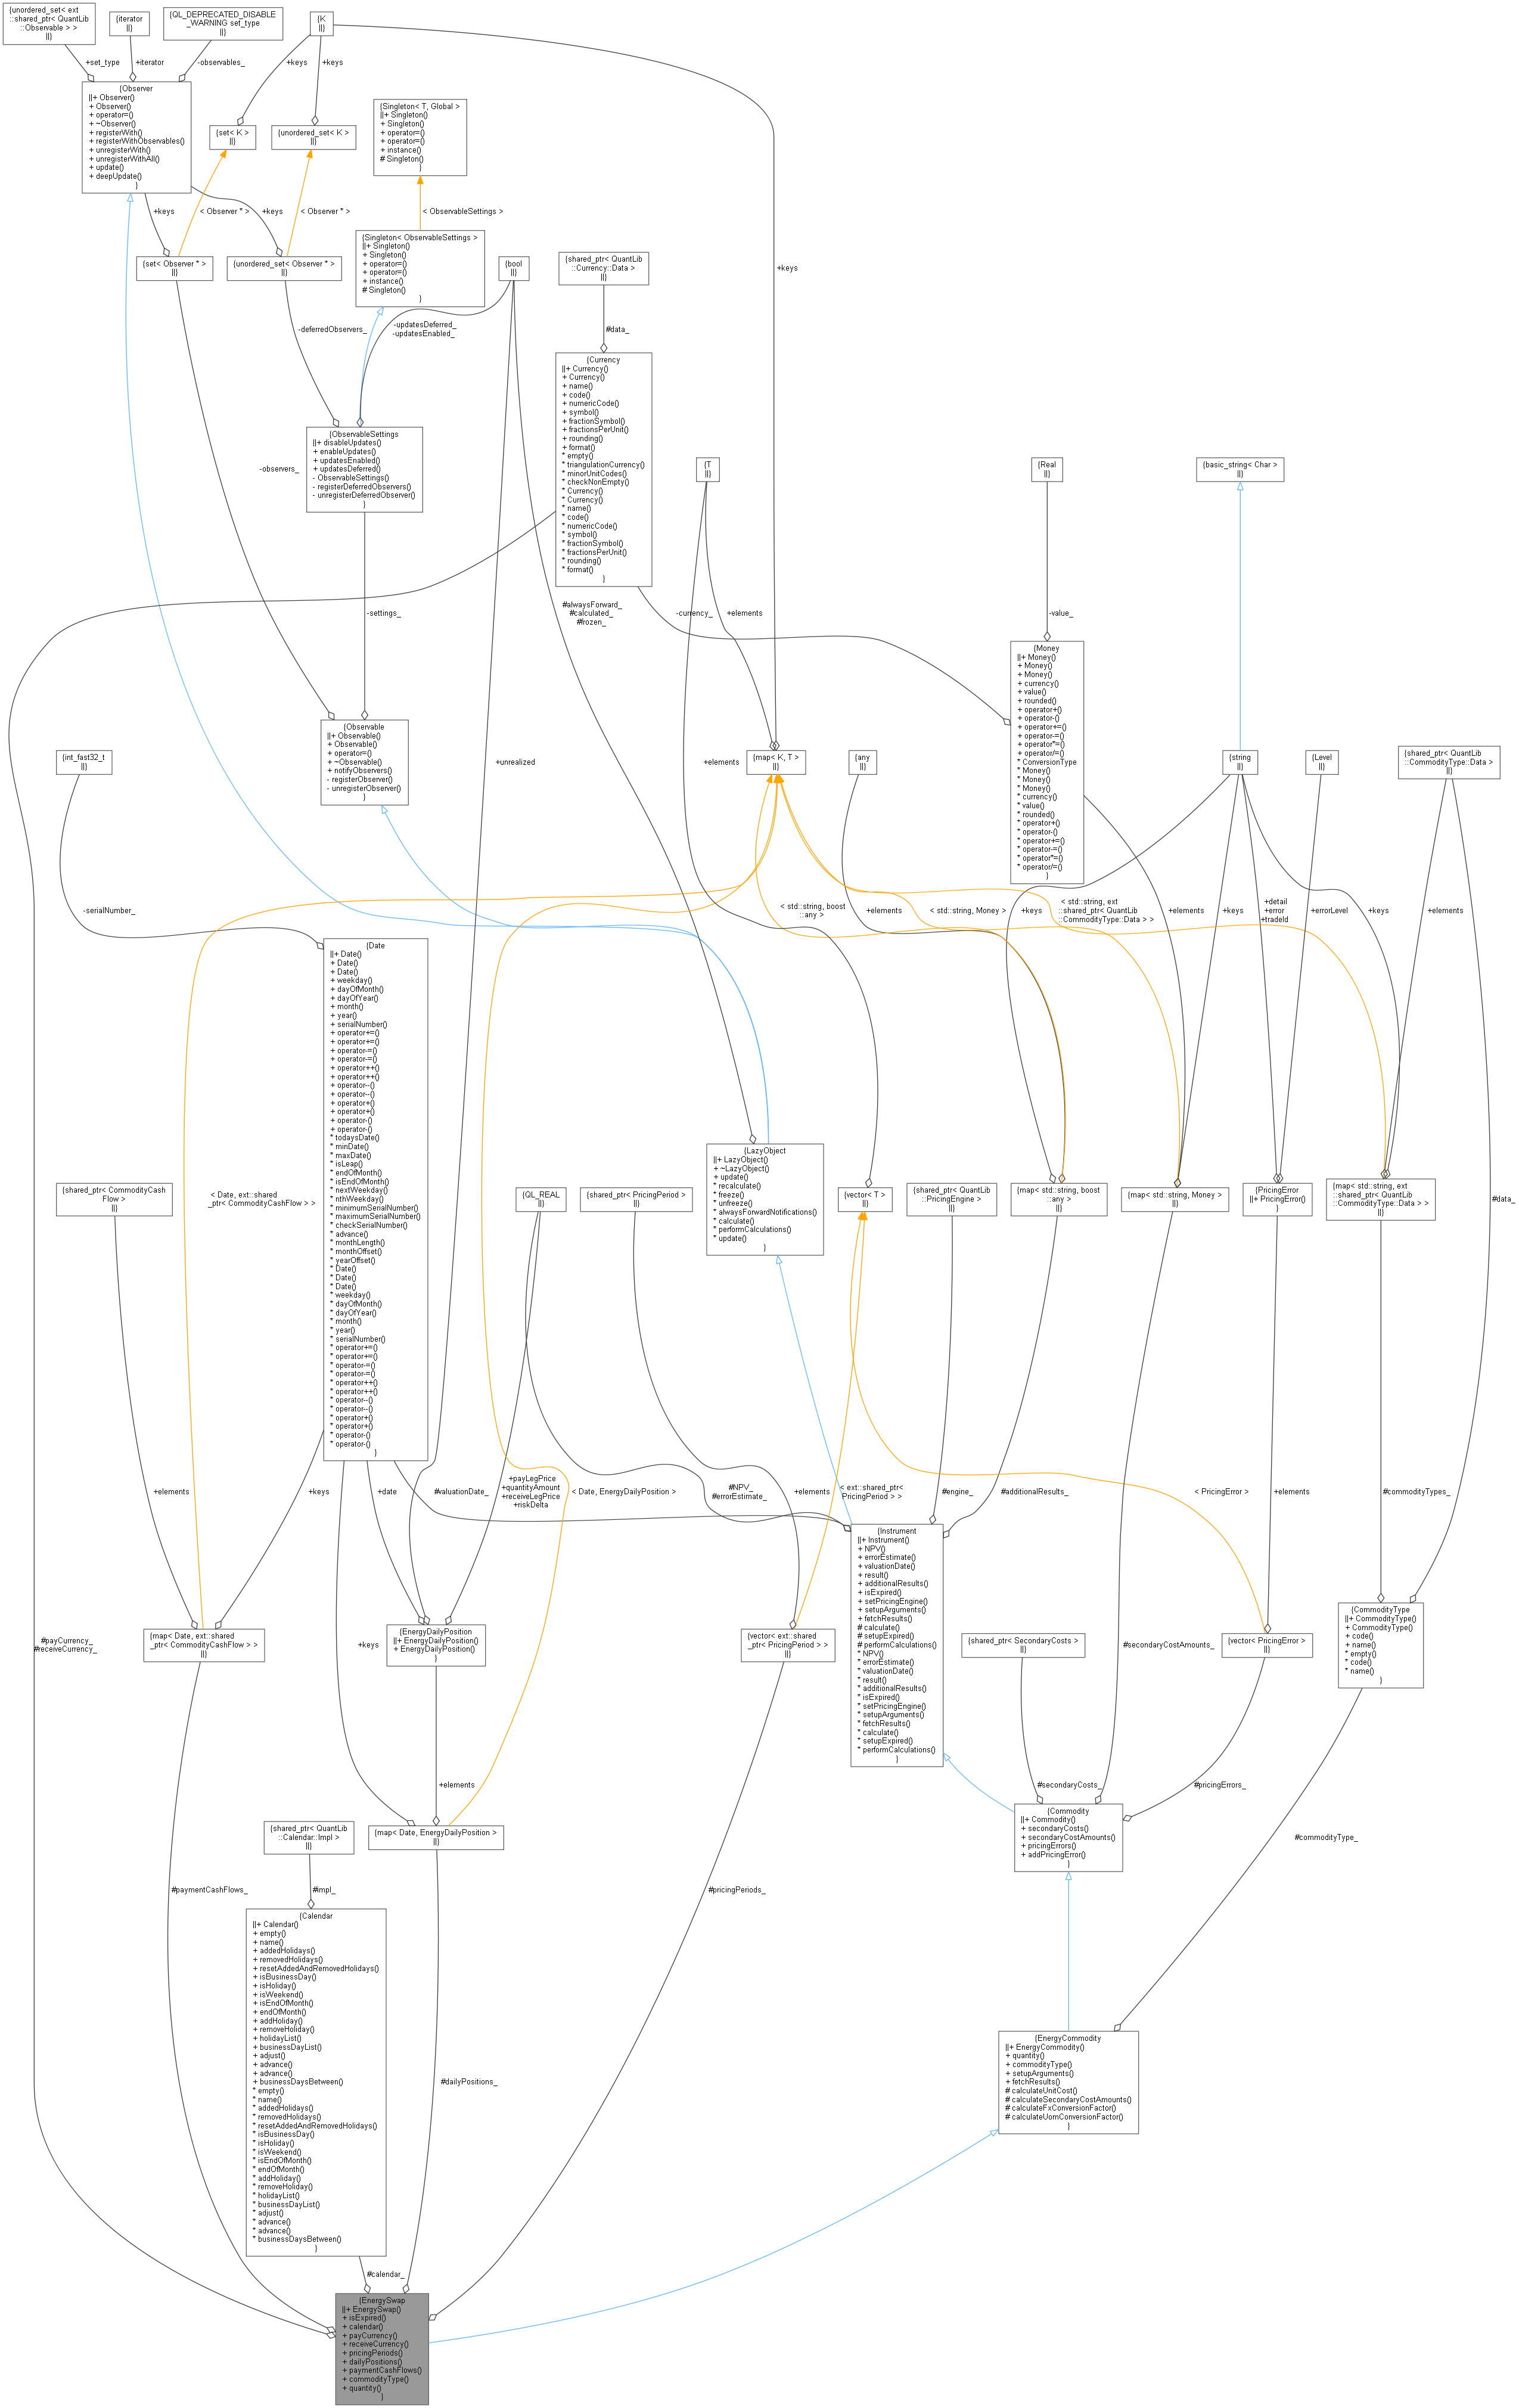 {unordered_set< ext
::shared_ptr< QuantLib
::Observable > >
||}
{iterator
||}
{QL_DEPRECATED_DISABLE
_WARNING set_type
||}
{K
||}
+set_type
+iterator
-observables_
+keys
+keys
{Observer
||+ Observer()
+ Observer()
+ operator=()
+ ~Observer()
+ registerWith()
+ registerWithObservables()
+ unregisterWith()
+ unregisterWithAll()
+ update()
+ deepUpdate()
}
{set< K >
||}
{unordered_set< K >
||}
{Singleton< T, Global >
||+ Singleton()
+ Singleton()
+ operator=()
+ operator=()
+ instance()
# Singleton()
}
+keys
< Observer * >
+keys
< Observer * >
< ObservableSettings >
{set< Observer * >
||}
{unordered_set< Observer * >
||}
{Singleton< ObservableSettings >
||+ Singleton()
+ Singleton()
+ operator=()
+ operator=()
+ instance()
# Singleton()
}
{bool
||}
{shared_ptr< QuantLib
::Currency::Data >
||}
+keys
-deferredObservers_
-updatesDeferred_
-updatesEnabled_
#data_
{Currency
||+ Currency()
+ Currency()
+ name()
+ code()
+ numericCode()
+ symbol()
+ fractionSymbol()
+ fractionsPerUnit()
+ rounding()
+ format()
* empty()
* triangulationCurrency()
* minorUnitCodes()
* checkNonEmpty()
* Currency()
* Currency()
* name()
* code()
* numericCode()
* symbol()
* fractionSymbol()
* fractionsPerUnit()
* rounding()
* format()
}
{ObservableSettings
||+ disableUpdates()
+ enableUpdates()
+ updatesEnabled()
+ updatesDeferred()
- ObservableSettings()
- registerDeferredObservers()
- unregisterDeferredObserver()
}
-observers_
{T
||}
{Real
||}
{basic_string< Char >
||}
-settings_
#alwaysForward_
#calculated_
#frozen_
-currency_
+elements
-value_
{Money
||+ Money()
+ Money()
+ Money()
+ currency()
+ value()
+ rounded()
+ operator+()
+ operator-()
+ operator+=()
+ operator-=()
+ operator*=()
+ operator/=()
* ConversionType
* Money()
* Money()
* Money()
* currency()
* value()
* rounded()
* operator+()
* operator-()
* operator+=()
* operator-=()
* operator*=()
* operator/=()
}
{Observable
||+ Observable()
+ Observable()
+ operator=()
+ ~Observable()
+ notifyObservers()
- registerObserver()
- unregisterObserver()
}
{int_fast32_t
||}
+unrealized
+elements
{map< K, T >
||}
{any
||}
{string
||}
{Level
||}
{shared_ptr< QuantLib
::CommodityType::Data >
||}
-serialNumber_
< std::string, boost
::any >
+elements
< std::string, Money >
+keys
< std::string, ext
::shared_ptr< QuantLib
::CommodityType::Data > >
+elements
+keys
+detail
+error
+tradeId
+errorLevel
+keys
+elements
{Date
||+ Date()
+ Date()
+ Date()
+ weekday()
+ dayOfMonth()
+ dayOfYear()
+ month()
+ year()
+ serialNumber()
+ operator+=()
+ operator+=()
+ operator-=()
+ operator-=()
+ operator++()
+ operator++()
+ operator--()
+ operator--()
+ operator+()
+ operator+()
+ operator-()
+ operator-()
* todaysDate()
* minDate()
* maxDate()
* isLeap()
* endOfMonth()
* isEndOfMonth()
* nextWeekday()
* nthWeekday()
* minimumSerialNumber()
* maximumSerialNumber()
* checkSerialNumber()
* advance()
* monthLength()
* monthOffset()
* yearOffset()
* Date()
* Date()
* Date()
* weekday()
* dayOfMonth()
* dayOfYear()
* month()
* year()
* serialNumber()
* operator+=()
* operator+=()
* operator-=()
* operator-=()
* operator++()
* operator++()
* operator--()
* operator--()
* operator+()
* operator+()
* operator-()
* operator-()
}
{shared_ptr< CommodityCash
Flow >
||}
< Date, ext::shared
_ptr< CommodityCashFlow > >
{QL_REAL
||}
{shared_ptr< PricingPeriod >
||}
{LazyObject
||+ LazyObject()
+ ~LazyObject()
+ update()
* recalculate()
* freeze()
* unfreeze()
* alwaysForwardNotifications()
* calculate()
* performCalculations()
* update()
}
{vector< T >
||}
{shared_ptr< QuantLib
::PricingEngine >
||}
{map< std::string, boost
::any >
||}
{map< std::string, Money >
||}
{PricingError
||+ PricingError()
}
{map< std::string, ext
::shared_ptr< QuantLib
::CommodityType::Data > >
||}
#data_
+elements
+keys
+date
#valuationDate_
+payLegPrice
+quantityAmount
+receiveLegPrice
+riskDelta
< Date, EnergyDailyPosition >
#NPV_
#errorEstimate_
+elements
< ext::shared_ptr<
PricingPeriod > >
#engine_
#additionalResults_
< PricingError >
+elements
#commodityTypes_
{Instrument
||+ Instrument()
+ NPV()
+ errorEstimate()
+ valuationDate()
+ result()
+ additionalResults()
+ isExpired()
+ setPricingEngine()
+ setupArguments()
+ fetchResults()
# calculate()
# setupExpired()
# performCalculations()
* NPV()
* errorEstimate()
* valuationDate()
* result()
* additionalResults()
* isExpired()
* setPricingEngine()
* setupArguments()
* fetchResults()
* calculate()
* setupExpired()
* performCalculations()
}
#payCurrency_
#receiveCurrency_
{map< Date, ext::shared
_ptr< CommodityCashFlow > >
||}
+keys
{EnergyDailyPosition
||+ EnergyDailyPosition()
+ EnergyDailyPosition()
}
{vector< ext::shared
_ptr< PricingPeriod > >
||}
{shared_ptr< SecondaryCosts >
||}
#secondaryCostAmounts_
{vector< PricingError >
||}
{CommodityType
||+ CommodityType()
+ CommodityType()
+ code()
+ name()
* empty()
* code()
* name()
}
+elements
#secondaryCosts_
#pricingErrors_
{shared_ptr< QuantLib
::Calendar::Impl >
||}
{map< Date, EnergyDailyPosition >
||}
{Commodity
||+ Commodity()
+ secondaryCosts()
+ secondaryCostAmounts()
+ pricingErrors()
+ addPricingError()
}
#commodityType_
#paymentCashFlows_
#impl_
#pricingPeriods_
{Calendar
||+ Calendar()
+ empty()
+ name()
+ addedHolidays()
+ removedHolidays()
+ resetAddedAndRemovedHolidays()
+ isBusinessDay()
+ isHoliday()
+ isWeekend()
+ isEndOfMonth()
+ endOfMonth()
+ addHoliday()
+ removeHoliday()
+ holidayList()
+ businessDayList()
+ adjust()
+ advance()
+ advance()
+ businessDaysBetween()
* empty()
* name()
* addedHolidays()
* removedHolidays()
* resetAddedAndRemovedHolidays()
* isBusinessDay()
* isHoliday()
* isWeekend()
* isEndOfMonth()
* endOfMonth()
* addHoliday()
* removeHoliday()
* holidayList()
* businessDayList()
* adjust()
* advance()
* advance()
* businessDaysBetween()
}
#dailyPositions_
{EnergyCommodity
||+ EnergyCommodity()
+ quantity()
+ commodityType()
+ setupArguments()
+ fetchResults()
# calculateUnitCost()
# calculateSecondaryCostAmounts()
# calculateFxConversionFactor()
# calculateUomConversionFactor()
}
#calendar_
{EnergySwap
||+ EnergySwap()
+ isExpired()
+ calendar()
+ payCurrency()
+ receiveCurrency()
+ pricingPeriods()
+ dailyPositions()
+ paymentCashFlows()
+ commodityType()
+ quantity()
}